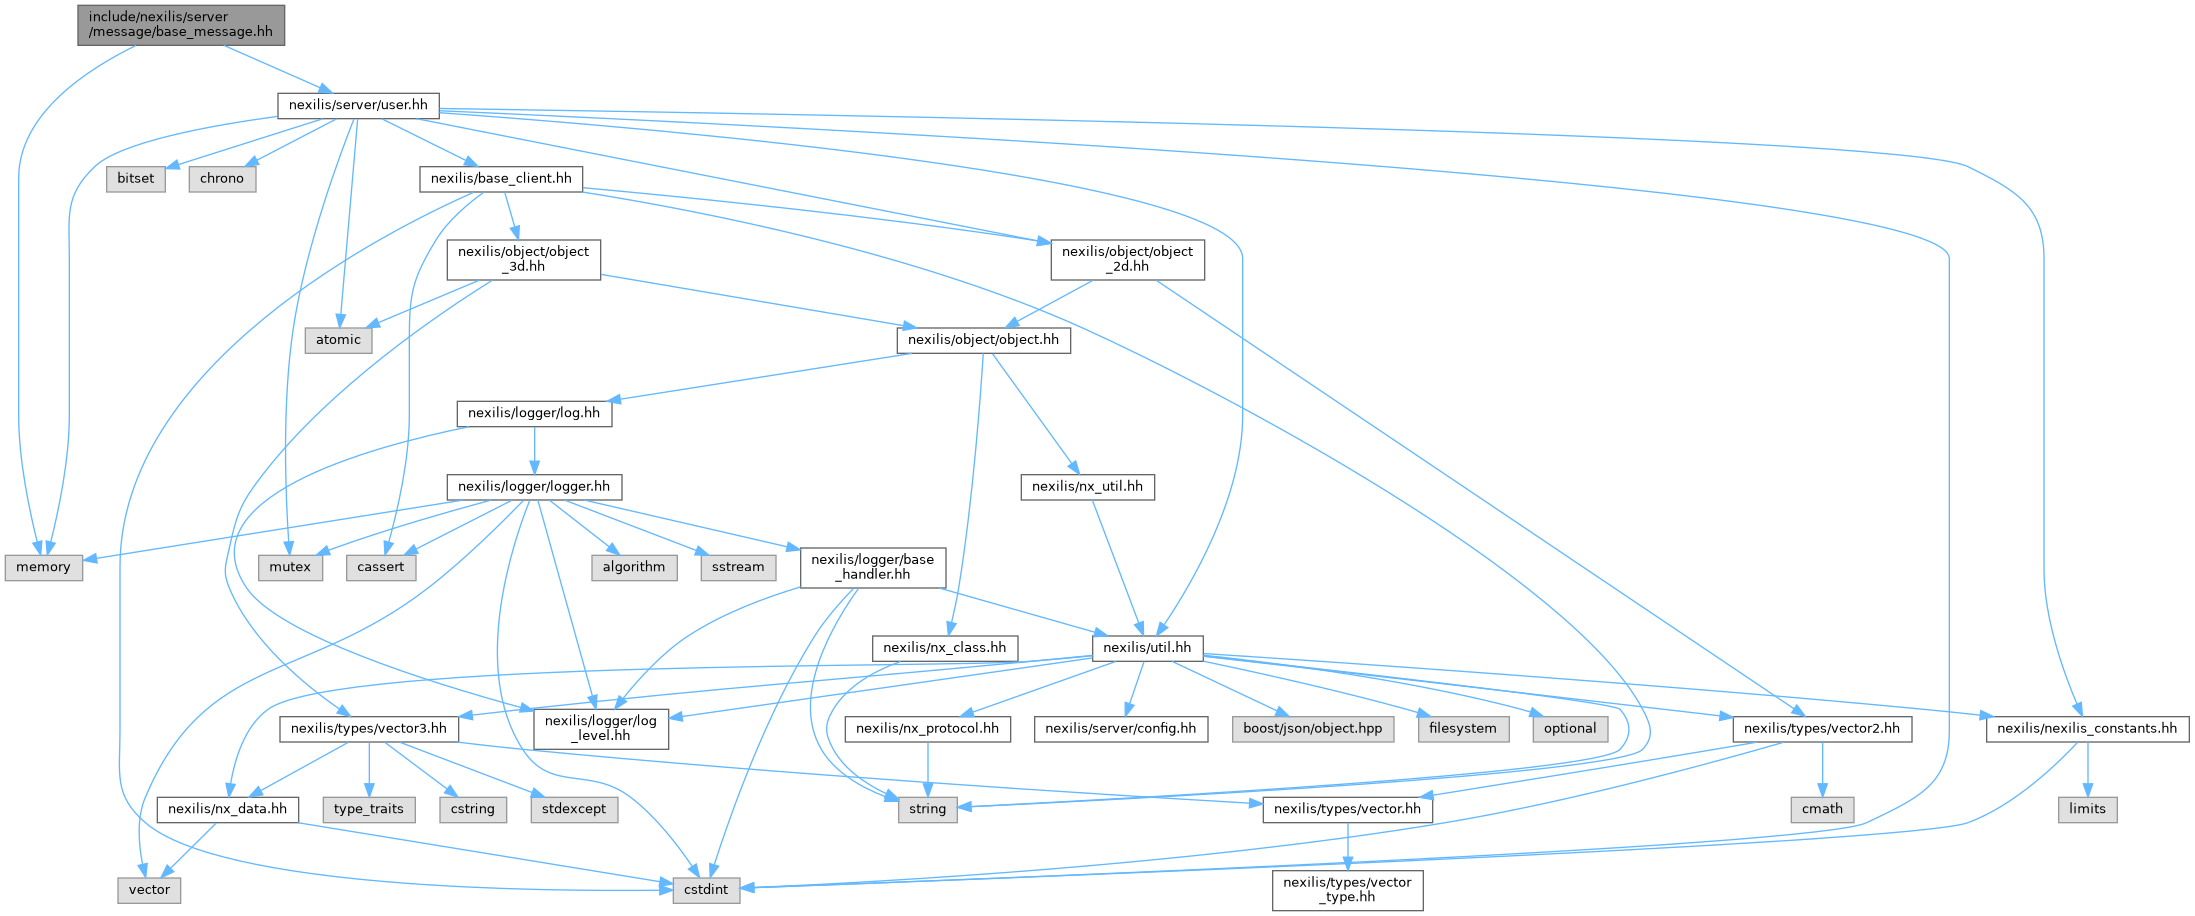 include/nexilis/server
/message/base_message.hh
nexilis/server/user.hh
bitset
chrono
nexilis/base_client.hh
nexilis/object/object
_3d.hh
nexilis/object/object
_2d.hh
atomic
nexilis/object/object.hh
nexilis/logger/log.hh
nexilis/logger/logger.hh
nexilis/nx_util.hh
memory
mutex
cassert
algorithm
sstream
nexilis/logger/base
_handler.hh
nexilis/nx_class.hh
nexilis/util.hh
nexilis/types/vector3.hh
nexilis/logger/log
_level.hh
nexilis/nx_protocol.hh
nexilis/server/config.hh
boost/json/object.hpp
filesystem
optional
nexilis/types/vector2.hh
nexilis/nexilis_constants.hh
nexilis/nx_data.hh
type_traits
cstring
stdexcept
string
nexilis/types/vector.hh
cmath
limits
vector
cstdint
nexilis/types/vector
_type.hh